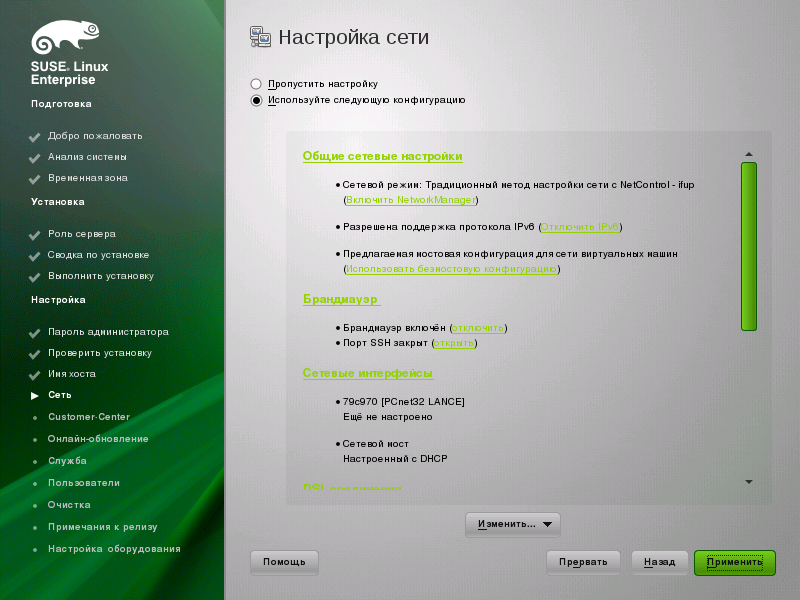 SUSE. Linux
Enterprise
Подготовка
Добро пожаловать
Анализ системы
Временная зона
Установка
Роль сервера
Сводка по установке
Выполнить установку
Настройка
Пароль администратора
Проверить установку
Имя хоста
Сеть
Customer-Center
Онлайн-обновление
Служба
Пользователи
Очистка
Примечания к релизу
Настройка оборудования
Настройка сети
Пропустить настройку
Используйте следующую конфигурацию
Общие сетевые настройки
• Сетевой режим: Традиционный метод настройки сети с NetControl - ifup
(Включить NetworkManager)
• Разрешена поддержка протокола IPv6 (Отключить IPv6)
• Предлагаемая мостовая конфигурация для сети виртуальных машин
(Использовать безмостовую конфигурацию)
Брандмауэр
• Брандмауэр включён (отключить)
• Порт SSH закрыт (открыть)
Сетевые интерфейсы
• 79c970 [PCnet32 LANCE]
Ещё не настроено
• Сетевой мост
Настроенный с DHCP
Изменить...
Помощь
Прервать
Назад
Применить